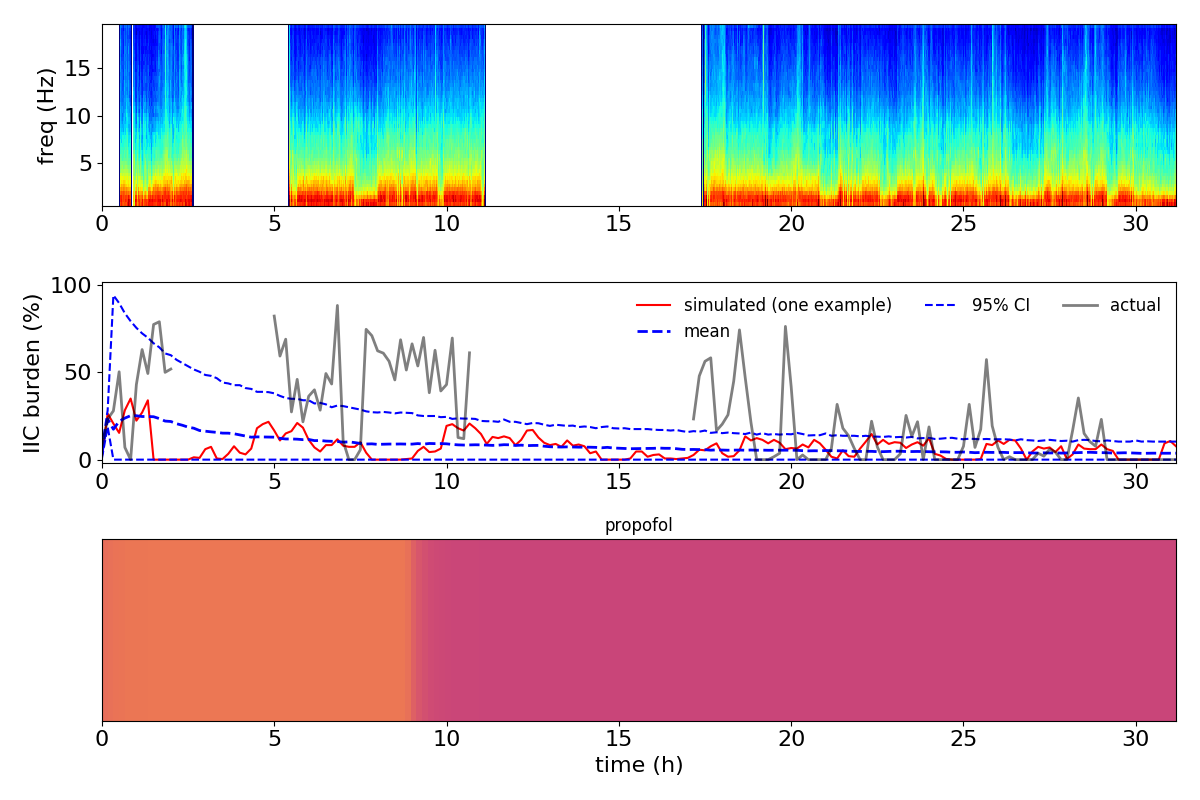 freq (Hz)
15
10
5
0 5 10 15 20 25 30
IIC burden (%)
100
50
0
simulated (one example) 95% CI actual
mean
0 5 10 15 20 25 30
propofol
0 5 10 15 20 25 30
time (h)